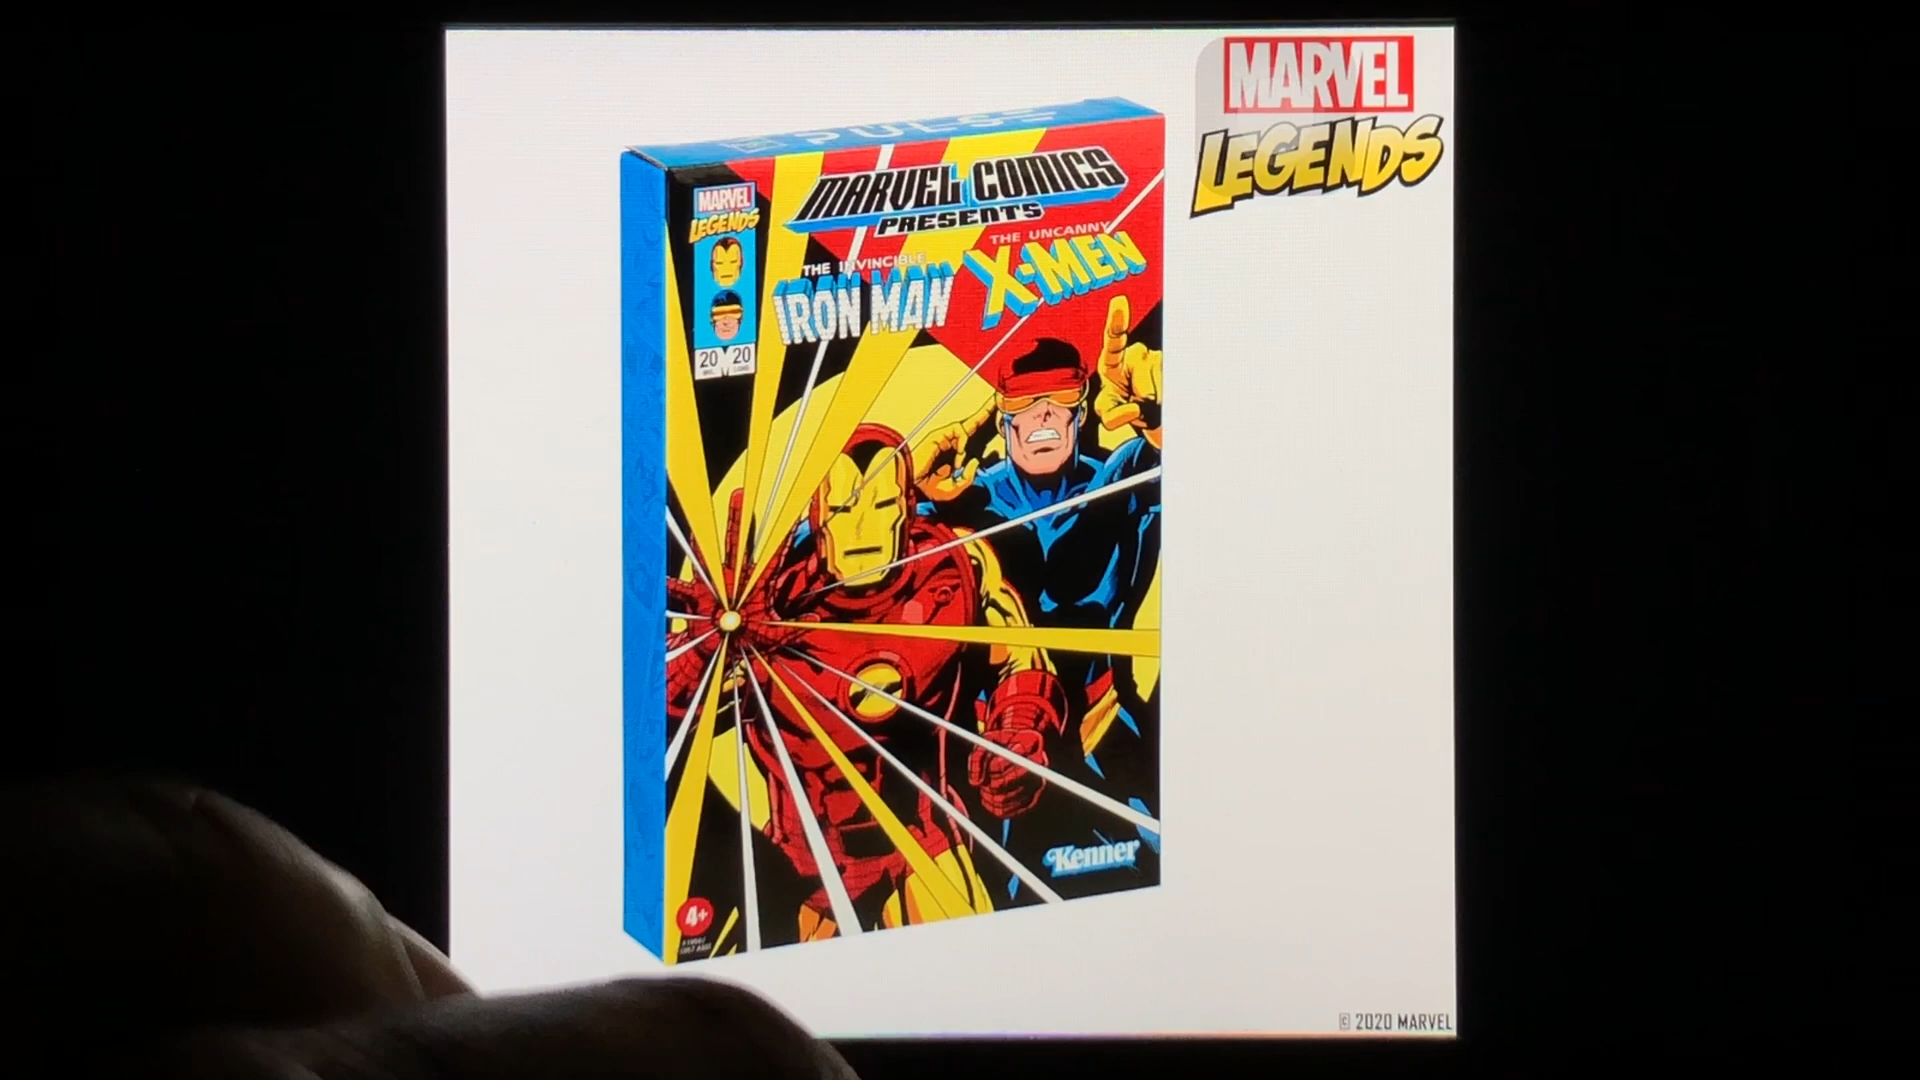 MARVEL
LEGENDS
PULSE
MARVEL COMICS
PRESENTS
MARVEL
LEGENDS
THE INVINCIBLE
IRON MAN
THE UNCANNY
X-MEN
20 20
Kenner
4+
© 2020 MARVEL